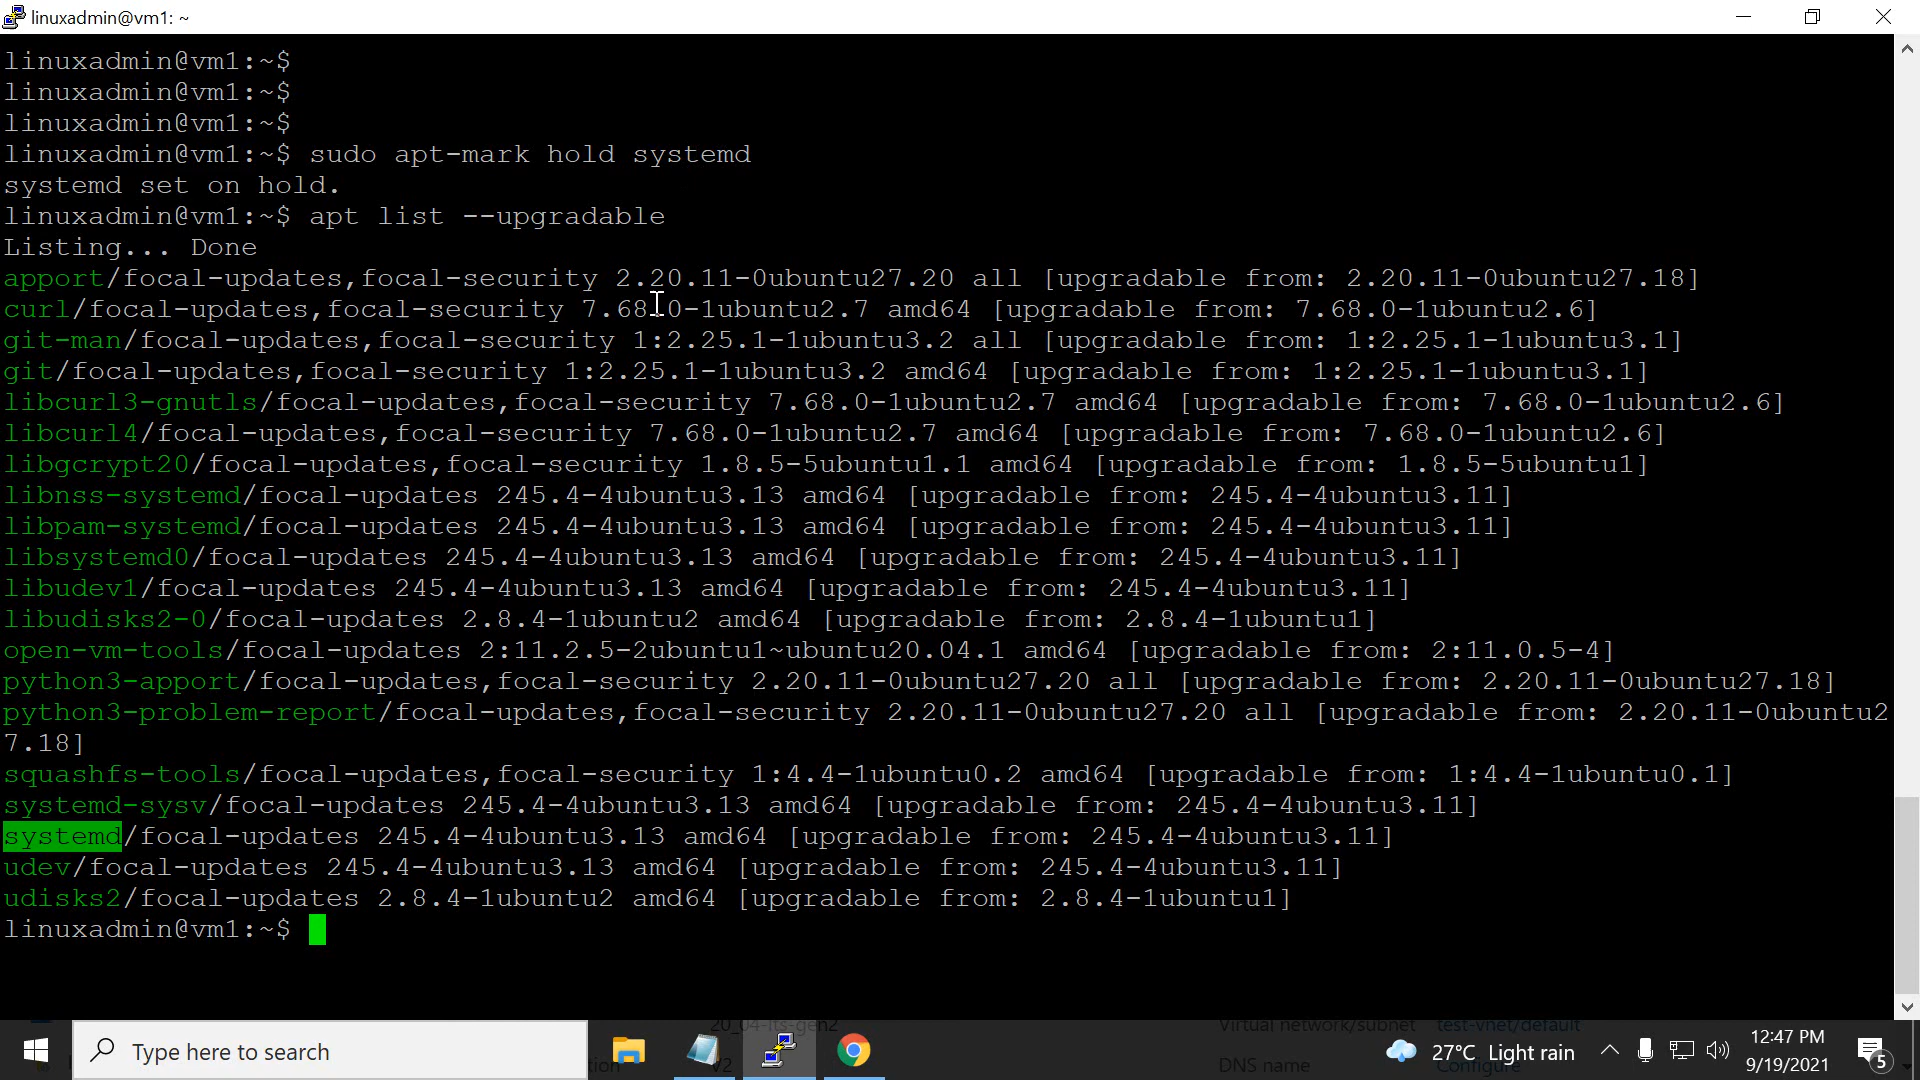 linuxadmin@vm1: ~
linuxadmin@vm1:~$
linuxadmin@vm1:~$
linuxadmin@vm1:~$
linuxadmin@vm1:~$ sudo apt-mark hold systemd
systemd set on hold.
linuxadmin@vm1:~$ apt list --upgradable
Listing... Done
apport/focal-updates,focal-security 2.20.11-0ubuntu27.20 all [upgradable from: 2.20.11-0ubuntu27.18]
curl/focal-updates,focal-security 7.68.0-1ubuntu2.7 amd64 [upgradable from: 7.68.0-1ubuntu2.6]
git-man/focal-updates,focal-security 1:2.25.1-1ubuntu3.2 all [upgradable from: 1:2.25.1-1ubuntu3.1]
git/focal-updates,focal-security 1:2.25.1-1ubuntu3.2 amd64 [upgradable from: 1:2.25.1-1ubuntu3.1]
libcurl3-gnutls/focal-updates,focal-security 7.68.0-1ubuntu2.7 amd64 [upgradable from: 7.68.0-1ubuntu2.6]
libcurl4/focal-updates,focal-security 7.68.0-1ubuntu2.7 amd64 [upgradable from: 7.68.0-1ubuntu2.6]
libgcrypt20/focal-updates,focal-security 1.8.5-5ubuntu1.1 amd64 [upgradable from: 1.8.5-5ubuntu1]
libnss-systemd/focal-updates 245.4-4ubuntu3.13 amd64 [upgradable from: 245.4-4ubuntu3.11]
libpam-systemd/focal-updates 245.4-4ubuntu3.13 amd64 [upgradable from: 245.4-4ubuntu3.11]
libsystemd0/focal-updates 245.4-4ubuntu3.13 amd64 [upgradable from: 245.4-4ubuntu3.11]
libudev1/focal-updates 245.4-4ubuntu3.13 amd64 [upgradable from: 245.4-4ubuntu3.11]
libudisks2-0/focal-updates 2.8.4-1ubuntu2 amd64 [upgradable from: 2.8.4-1ubuntu1]
open-vm-tools/focal-updates 2:11.2.5-2ubuntu1~ubuntu20.04.1 amd64 [upgradable from: 2:11.0.5-4]
python3-apport/focal-updates,focal-security 2.20.11-0ubuntu27.20 all [upgradable from: 2.20.11-0ubuntu27.18]
python3-problem-report/focal-updates,focal-security 2.20.11-0ubuntu27.20 all [upgradable from: 2.20.11-0ubuntu2
7.18]
squashfs-tools/focal-updates,focal-security 1:4.4-1ubuntu0.2 amd64 [upgradable from: 1:4.4-1ubuntu0.1]
systemd-sysv/focal-updates 245.4-4ubuntu3.13 amd64 [upgradable from: 245.4-4ubuntu3.11]
systemd/focal-updates 245.4-4ubuntu3.13 amd64 [upgradable from: 245.4-4ubuntu3.11]
udev/focal-updates 245.4-4ubuntu3.13 amd64 [upgradable from: 245.4-4ubuntu3.11]
udisks2/focal-updates 2.8.4-1ubuntu2 amd64 [upgradable from: 2.8.4-1ubuntu1]
linuxadmin@vm1:~$
20_04-lts-gen2 Virtual network/subnet test-vnet/default
Type here to search
27°C Light rain
12:47 PM
9/19/2021
5
V2 DNS name Configure